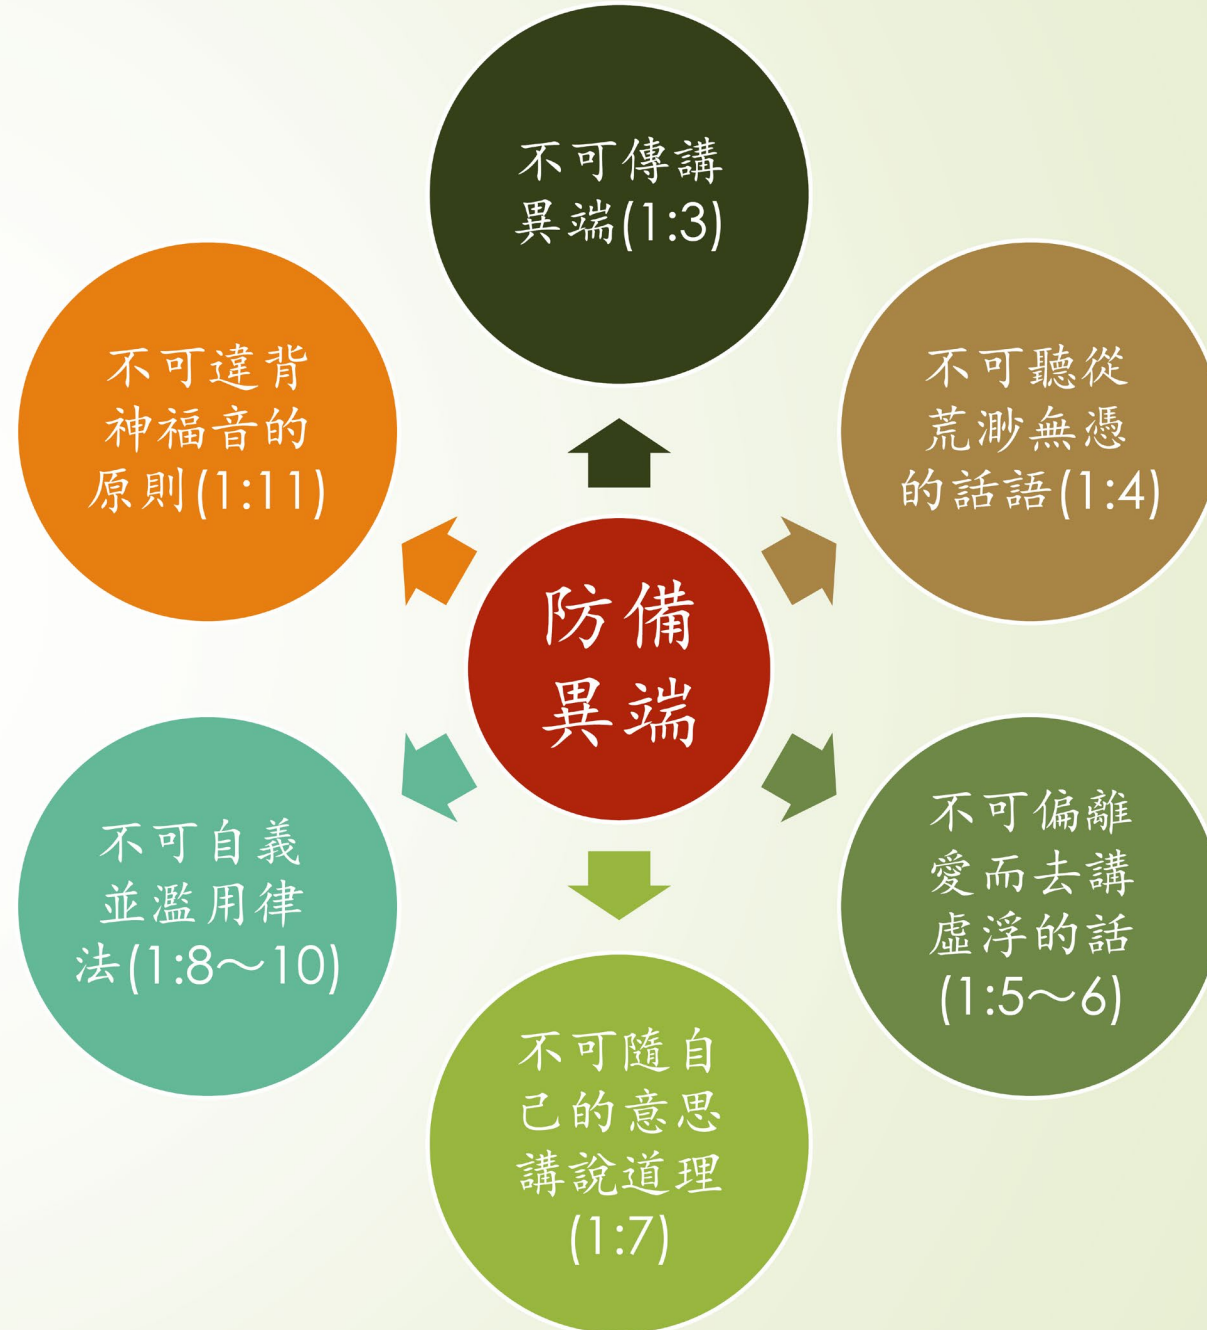 防備
異端
不可傳講
異端(1:3)
不可聽從
荒渺無憑
的話語(1:4)
不可偏離
愛而去講
虛浮的話
(1:5～6)
不可隨自
己的意思
講說道理
(1:7)
不可自義
並濫用律
法(1:8～10)
不可違背
神福音的
原則(1:11)